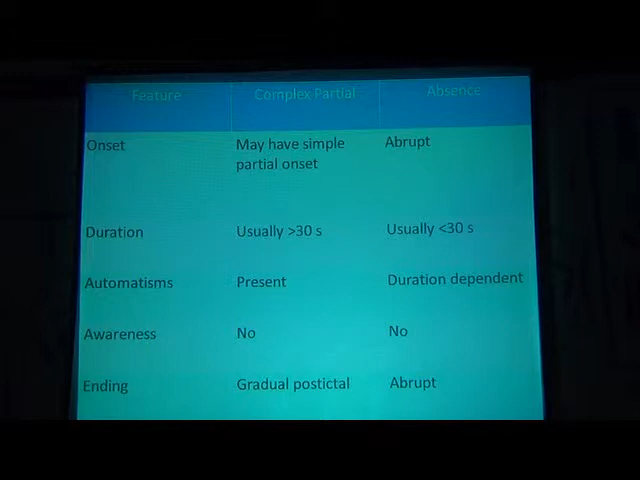 Feature Complex Partial Absence
Onset May have simple Abrupt
partial onset
Duration Usually >30 s Usually <30 s
Automatisms Present Duration dependent
Awareness No No
Ending Gradual postictal Abrupt